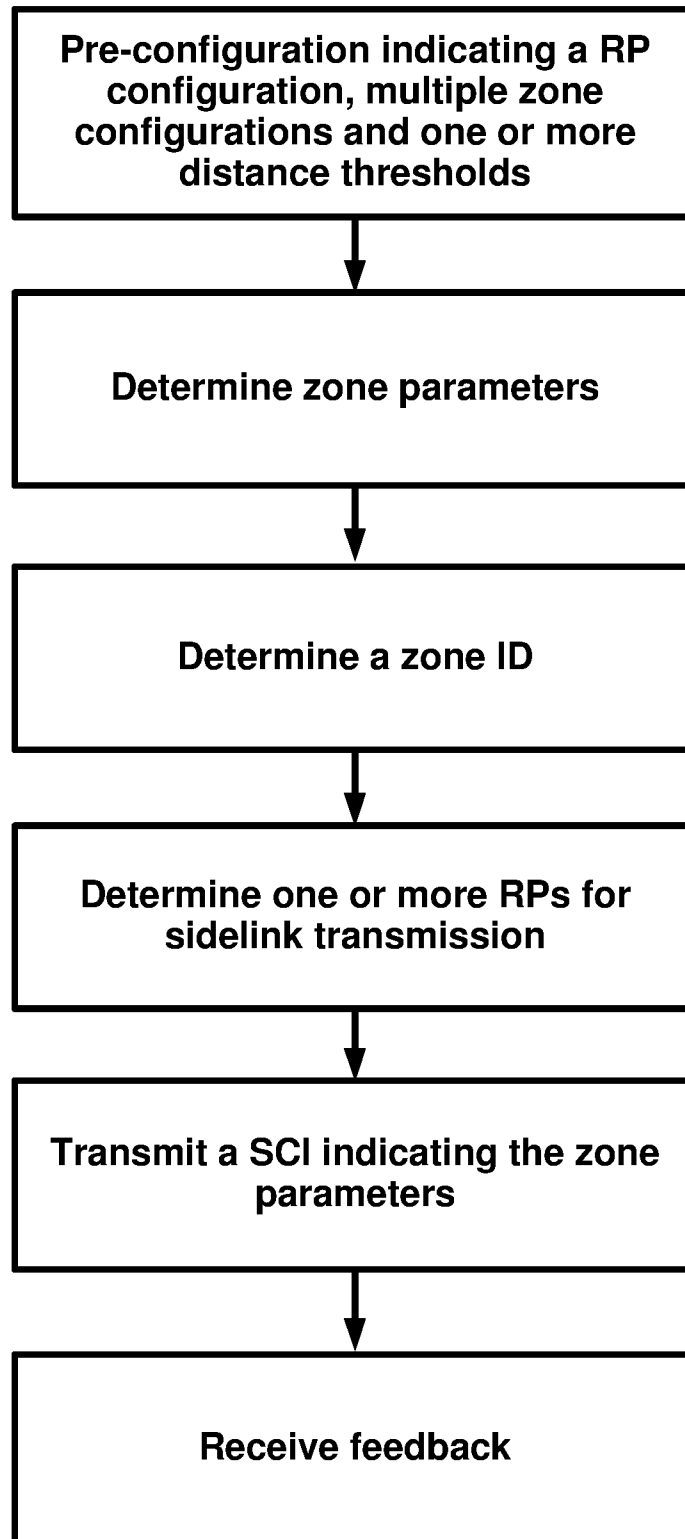 Pre-configuration indicating a RP
configuration, multiple zone
configurations and one or more
distance thresholds
Determine zone parameters
Determine a zone ID
Determine one or more RPs for
sidelink transmission
Transmit a SCI indicating the zone
parameters
Receive feedback